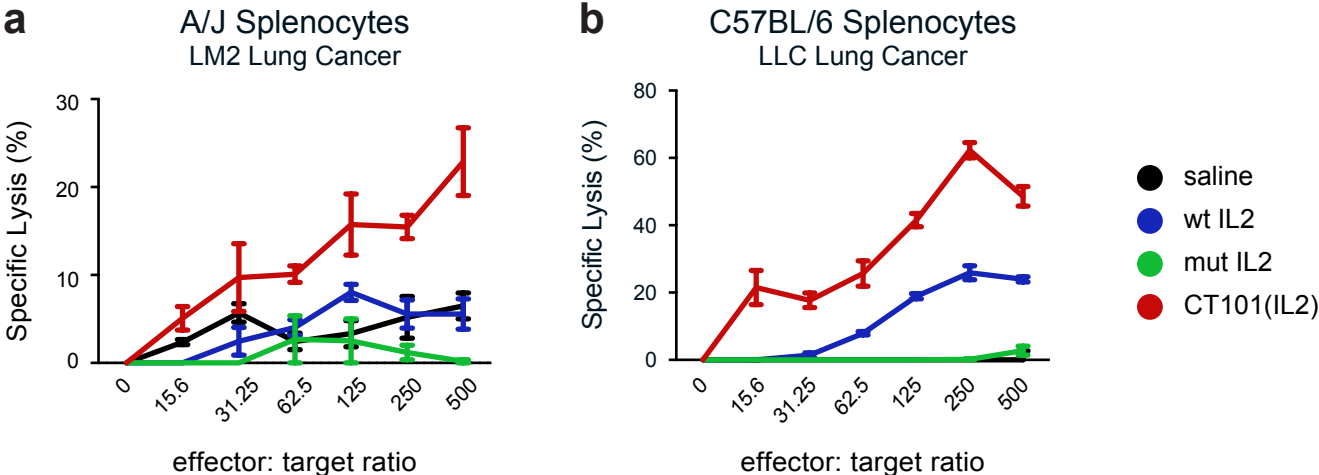 a
A/J Splenocytes
LM2 Lung Cancer
Specific Lysis (%)
30
20
10
0
0
15.6
31.25
62.5
125
250
500
effector: target ratio
b
C57BL/6 Splenocytes
LLC Lung Cancer
Specific Lysis (%)
80
60
40
20
0
0
15.6
31.25
62.5
125
250
500
effector: target ratio
saline
wt IL2
mut IL2
CT101(IL2)